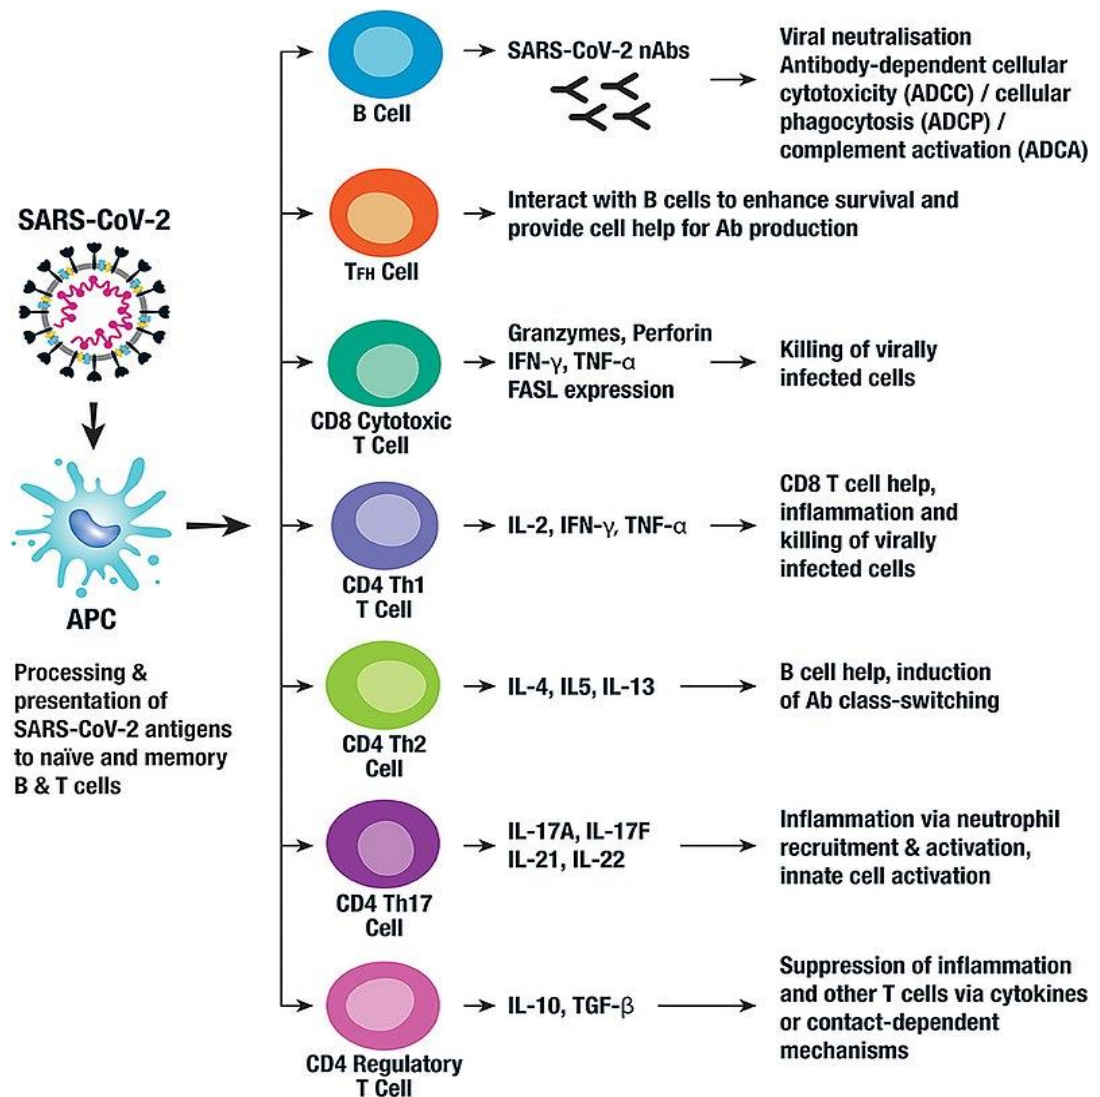 SARS-CoV-2
APC
Processing &
presentation of
SARS-CoV-2 antigens
to naïve and memory
B & T cells
B Cell
SARS-CoV-2 nAbs
Viral neutralisation
Antibody-dependent cellular
cytotoxicity (ADCC) / cellular
phagocytosis (ADCP) /
complement activation (ADCA)
TFH Cell
Interact with B cells to enhance survival and
provide cell help for Ab production
CD8 Cytotoxic
T Cell
Granzymes, Perforin
IFN-γ, TNF-α
FASL expression
Killing of virally
infected cells
CD4 Th1
T Cell
IL-2, IFN-γ, TNF-α
CD8 T cell help,
inflammation and
killing of virally
infected cells
CD4 Th2
Cell
IL-4, IL5, IL-13
B cell help, induction
of Ab class-switching
CD4 Th17
Cell
IL-17A, IL-17F
IL-21, IL-22
Inflammation via neutrophil
recruitment & activation,
innate cell activation
CD4 Regulatory
T Cell
IL-10, TGF-β
Suppression of inflammation
and other T cells via cytokines
or contact-dependent
mechanisms